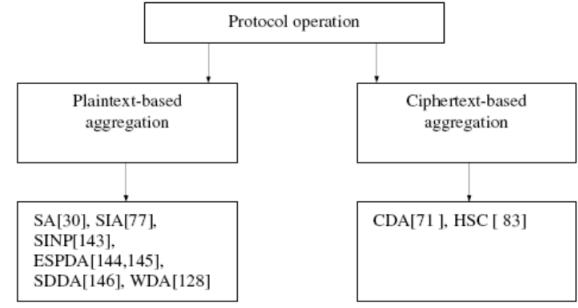 Protocol operation
Plaintext-based
aggregation
Ciphertext-based
aggregation
SA[30], SIA[77],
SINP[143],
ESPDA[144,145],
SDDA[146], WDA[128]
CDA[71 ], HSC [ 83]